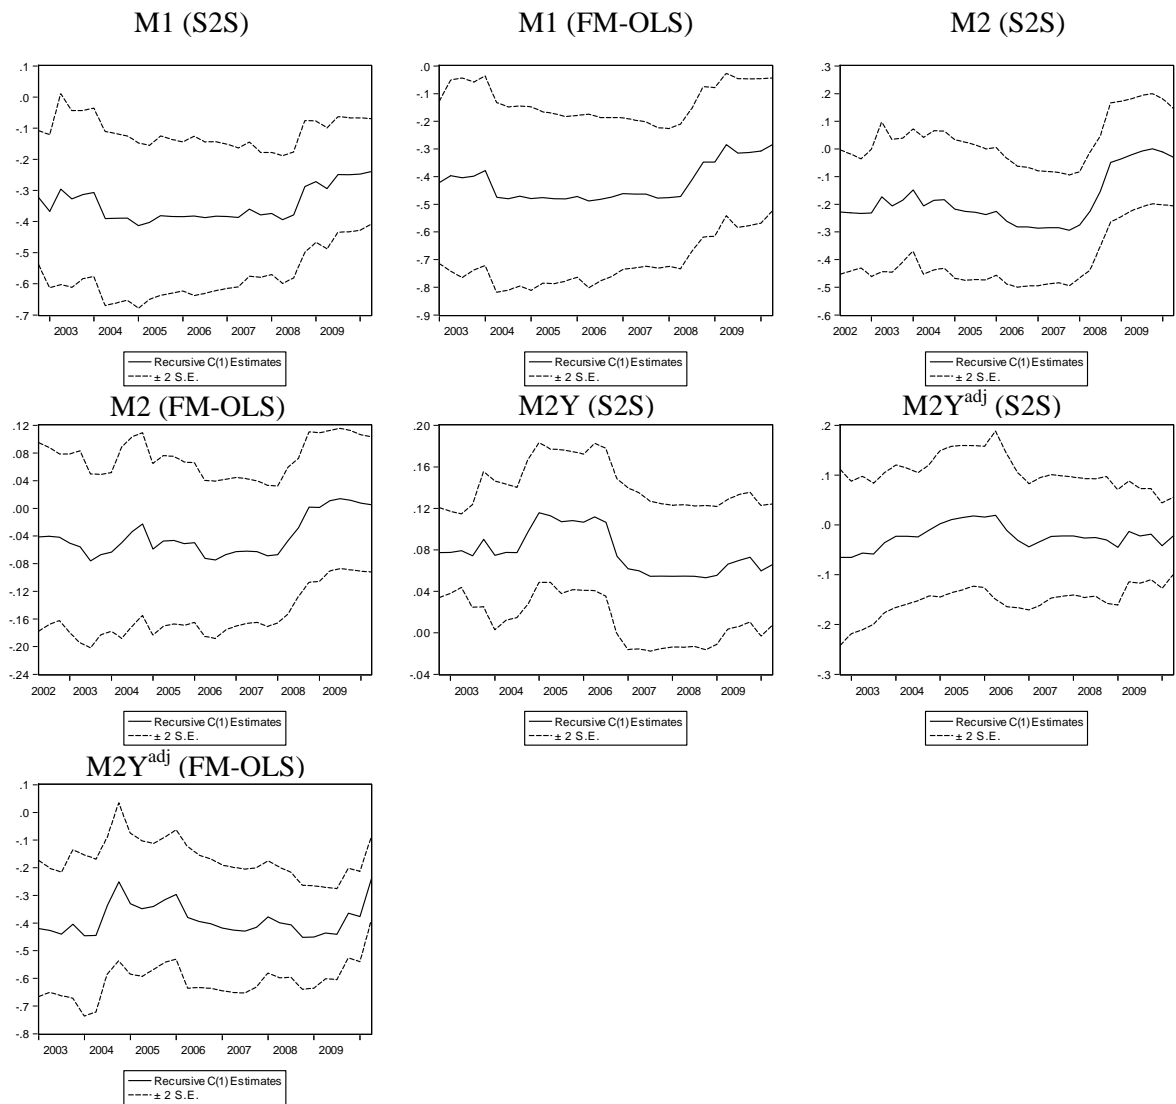 M1 (S2S)
.1
.0
-.1
-.2
-.3
-.4
-.5
-.6
-.7
2003 2004 2005 2006 2007 2008 2009
Recursive C(1) Estimates
± 2 S.E.
M1 (FM-OLS)
.0
-.1
-.2
-.3
-.4
-.5
-.6
-.7
-.8
-.9
2003 2004 2005 2006 2007 2008 2009
Recursive C(1) Estimates
± 2 S.E.
M2 (S2S)
.3
.2
.1
.0
-.1
-.2
-.3
-.4
-.5
-.6
2002 2003 2004 2005 2006 2007 2008 2009
Recursive C(1) Estimates
± 2 S.E.
M2 (FM-OLS)
.12
.08
.04
.00
-.04
-.08
-.12
-.16
-.20
-.24
2002 2003 2004 2005 2006 2007 2008 2009
Recursive C(1) Estimates
± 2 S.E.
M2Y (S2S)
.20
.16
.12
.08
.04
.00
-.04
2003 2004 2005 2006 2007 2008 2009
Recursive C(1) Estimates
± 2 S.E.
M2Yadj (S2S)
.2
.1
.0
-.1
-.2
-.3
2003 2004 2005 2006 2007 2008 2009
Recursive C(1) Estimates
± 2 S.E.
M2Yadj (FM-OLS)
.1
.0
-.1
-.2
-.3
-.4
-.5
-.6
-.7
-.8
2003 2004 2005 2006 2007 2008 2009
Recursive C(1) Estimates
± 2 S.E.